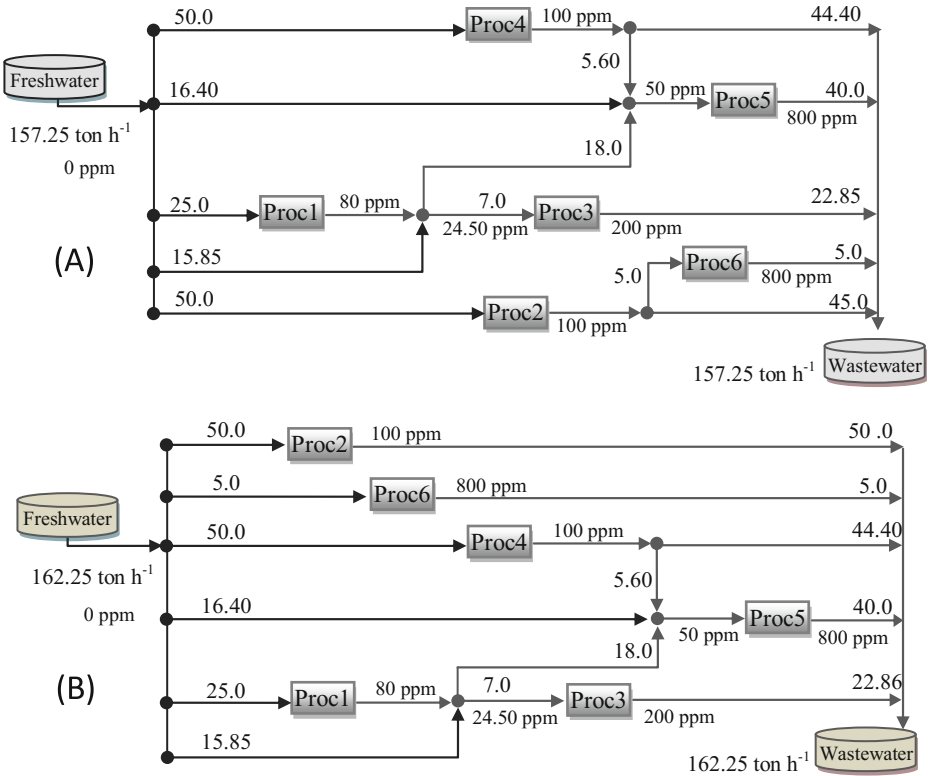 50.0
Proc4
100 ppm
44.40
Freshwater
5.60
16.40
50 ppm
Proc5
40.0
800 ppm
157.25 ton h⁻¹
0 ppm
18.0
25.0
Proc1
80 ppm
7.0
24.50 ppm
Proc3
200 ppm
22.85
(A)
15.85
5.0
Proc6
800 ppm
5.0
50.0
Proc2
100 ppm
45.0
Wastewater
157.25 ton h⁻¹
50.0
Proc2
100 ppm
50 .0
5.0
Proc6
800 ppm
5.0
Freshwater
50.0
Proc4
100 ppm
44.40
162.25 ton h⁻¹
0 ppm
5.60
16.40
50 ppm
Proc5
40.0
800 ppm
18.0
(B)
25.0
Proc1
80 ppm
7.0
24.50 ppm
Proc3
200 ppm
22.86
15.85
Wastewater
162.25 ton h⁻¹